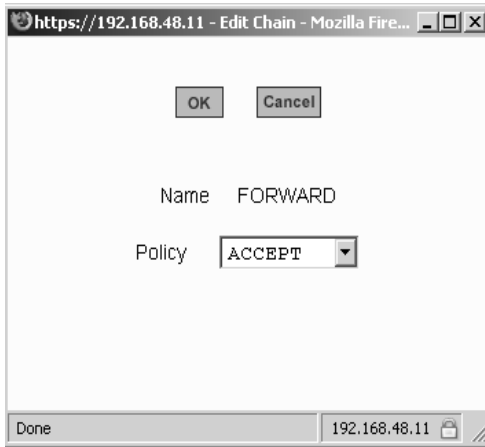 https://192.168.48.11 - Edit Chain - Mozilla Fire...
OK Cancel
Name FORWARD
Policy ACCEPT
Done 192.168.48.11